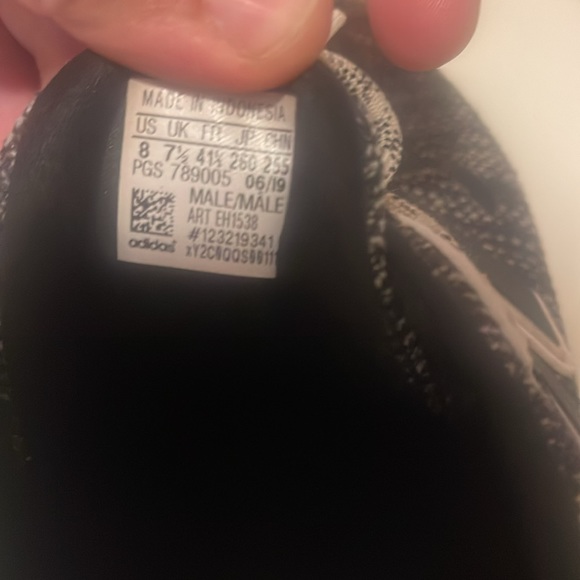 MADE IN INDONESIA
US UK FR JP CHN
8 7½ 41⅓ 260 255
PGS 789005 06/19
MALE/MALE
ART EH1538
#123219341
adidas